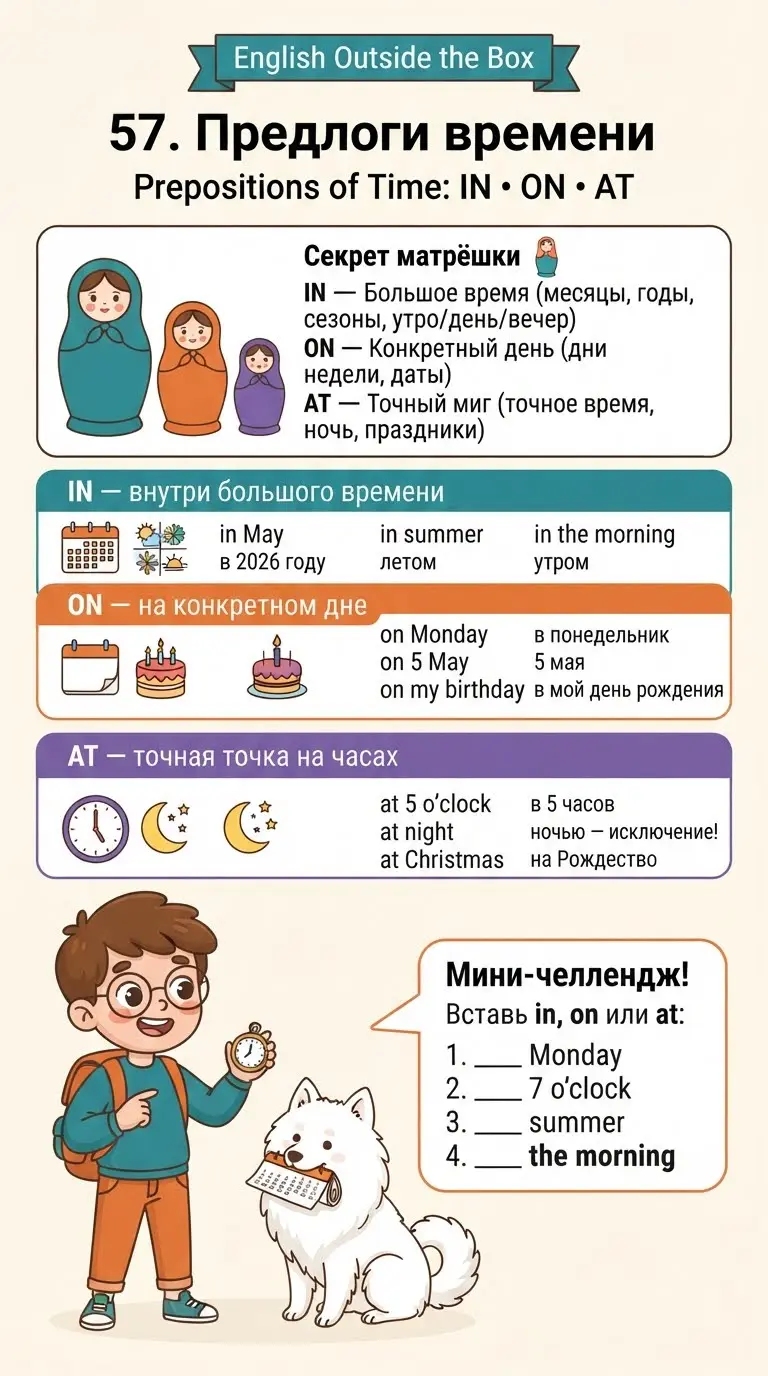 English Outside the Box
57. Предлоги времени
Prepositions of Time: IN • ON • AT
Секрет матрёшки
IN — Большое время (месяцы, годы,
сезоны, утро/день/вечер)
ON — Конкретный день (дни
недели, даты)
AT — Точный миг (точное время,
ночь, праздники)
IN — внутри большого времени
in May in summer in the morning
в 2026 году летом утром
ON — на конкретном дне
on Monday в понедельник
on 5 May 5 мая
on my birthday в мой день рождения
AT — точная точка на часах
at 5 o'clock в 5 часов
at night ночью — исключение!
at Christmas на Рождество
Мини-челлендж!
Вставь in, on или at:
1. ____ Monday
2. ____ 7 o'clock
3. ____ summer
4. ____ the morning